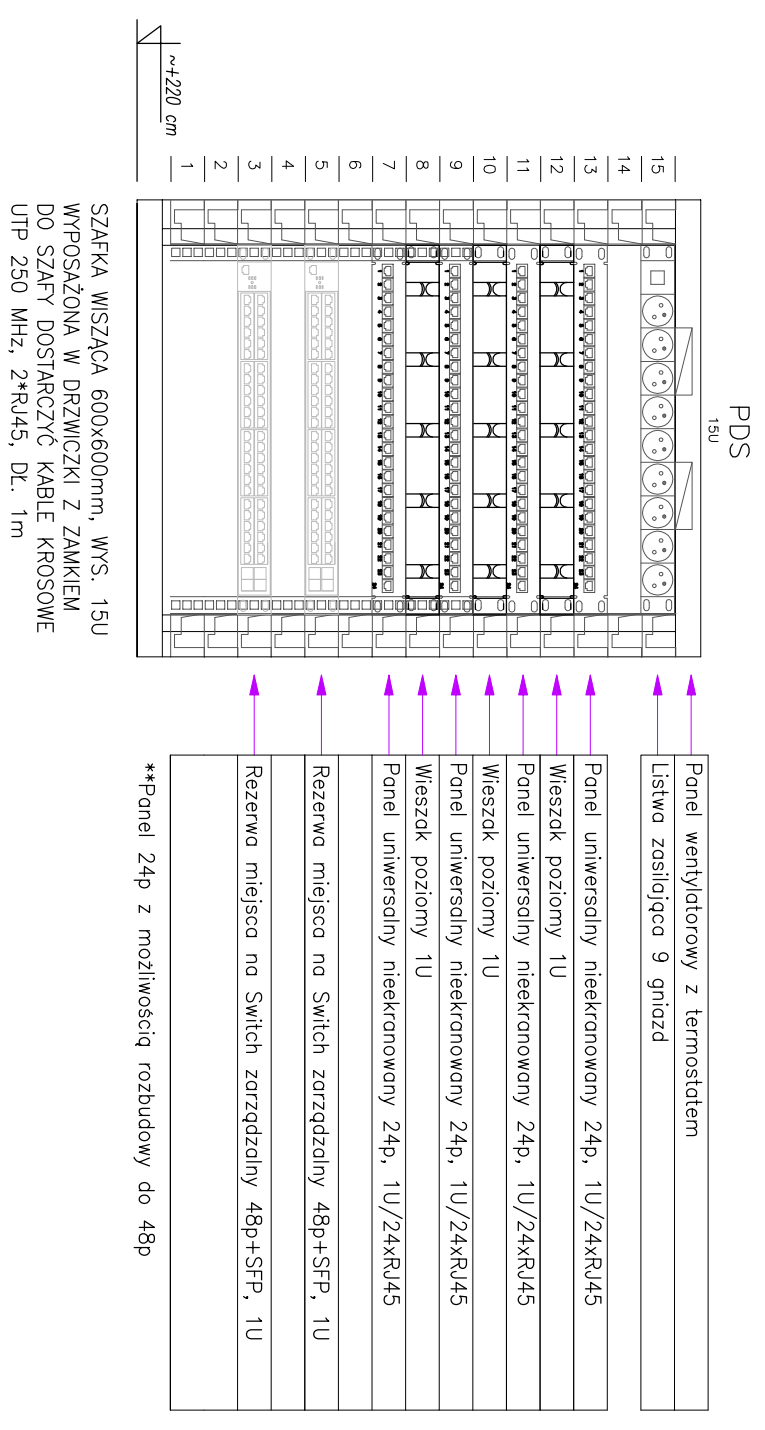 PDS
15U
15
14
13
12
11
10
9
8
7
6
5
4
3
2
1
~+220 cm
Panel wentylatorowy z termostatem
Listwa zasilająca 9 gniazd
Panel uniwersalny nieekranowany 24p, 1U/24xRJ45
Wieszak poziomy 1U
Panel uniwersalny nieekranowany 24p, 1U/24xRJ45
Wieszak poziomy 1U
Panel uniwersalny nieekranowany 24p, 1U/24xRJ45
Wieszak poziomy 1U
Panel uniwersalny nieekranowany 24p, 1U/24xRJ45
Rezerwa miejsca na Switch zarządzalny 48p+SFP, 1U
Rezerwa miejsca na Switch zarządzalny 48p+SFP, 1U
**Panel 24p z możliwością rozbudowy do 48p
SZAFKA WISZĄCA 600x600mm, WYS. 15U
WYPOSAŻONA W DRZWICZKI Z ZAMKIEM
DO SZAFY DOSTARCZYĆ KABLE KROSOWE
UTP 250 MHz, 2*RJ45, DŁ. 1m